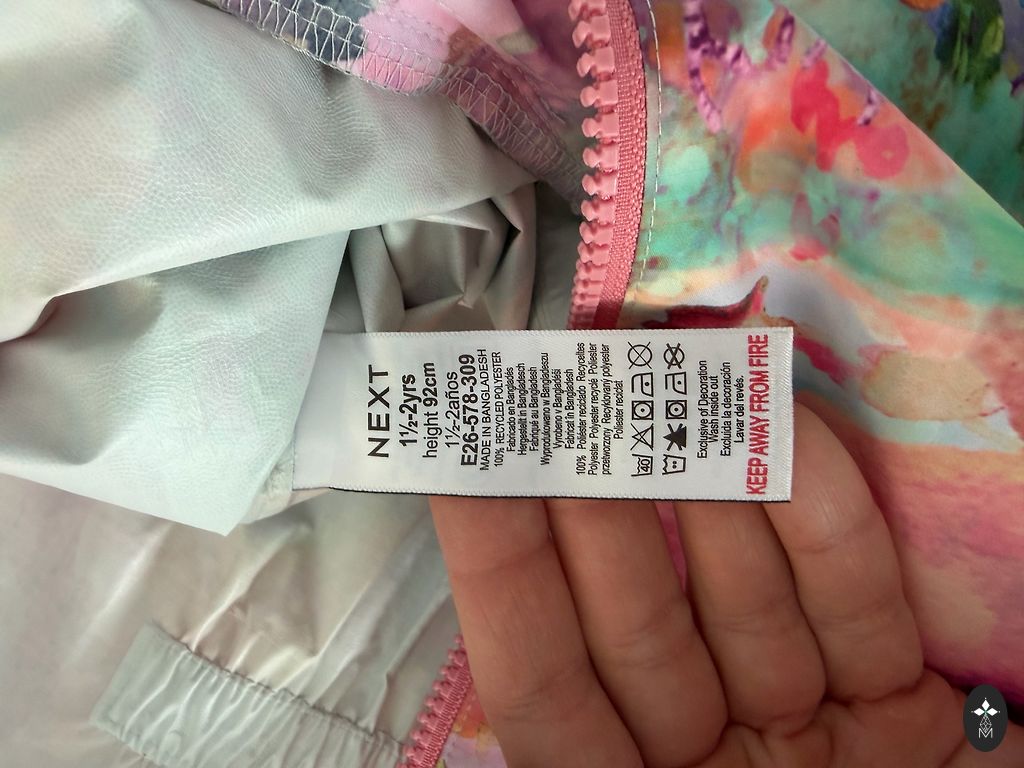 NEXT
1½-2yrs
height 92cm
1½-2años
E26-578-309
MADE IN BANGLADESH
100% RECYCLED POLYESTER
Fabricado en Bangladés
Hergestellt in Bangladesch
Fabriqué au Bangladesh
Wyprodukowano w Bangladeszu
Vyrobeno v Bangladéši
Fabricat în Bangladesh
100% Poliéster reciclado Recyceltes
Polyester Polyester recyclé Poliester
przetworzony Recyklovaný polyester
Poliester reciclat
40
Exclusive of Decoration
Wash inside out
Excluida la decoración
Lavar del revés.
KEEP AWAY FROM FIRE
M